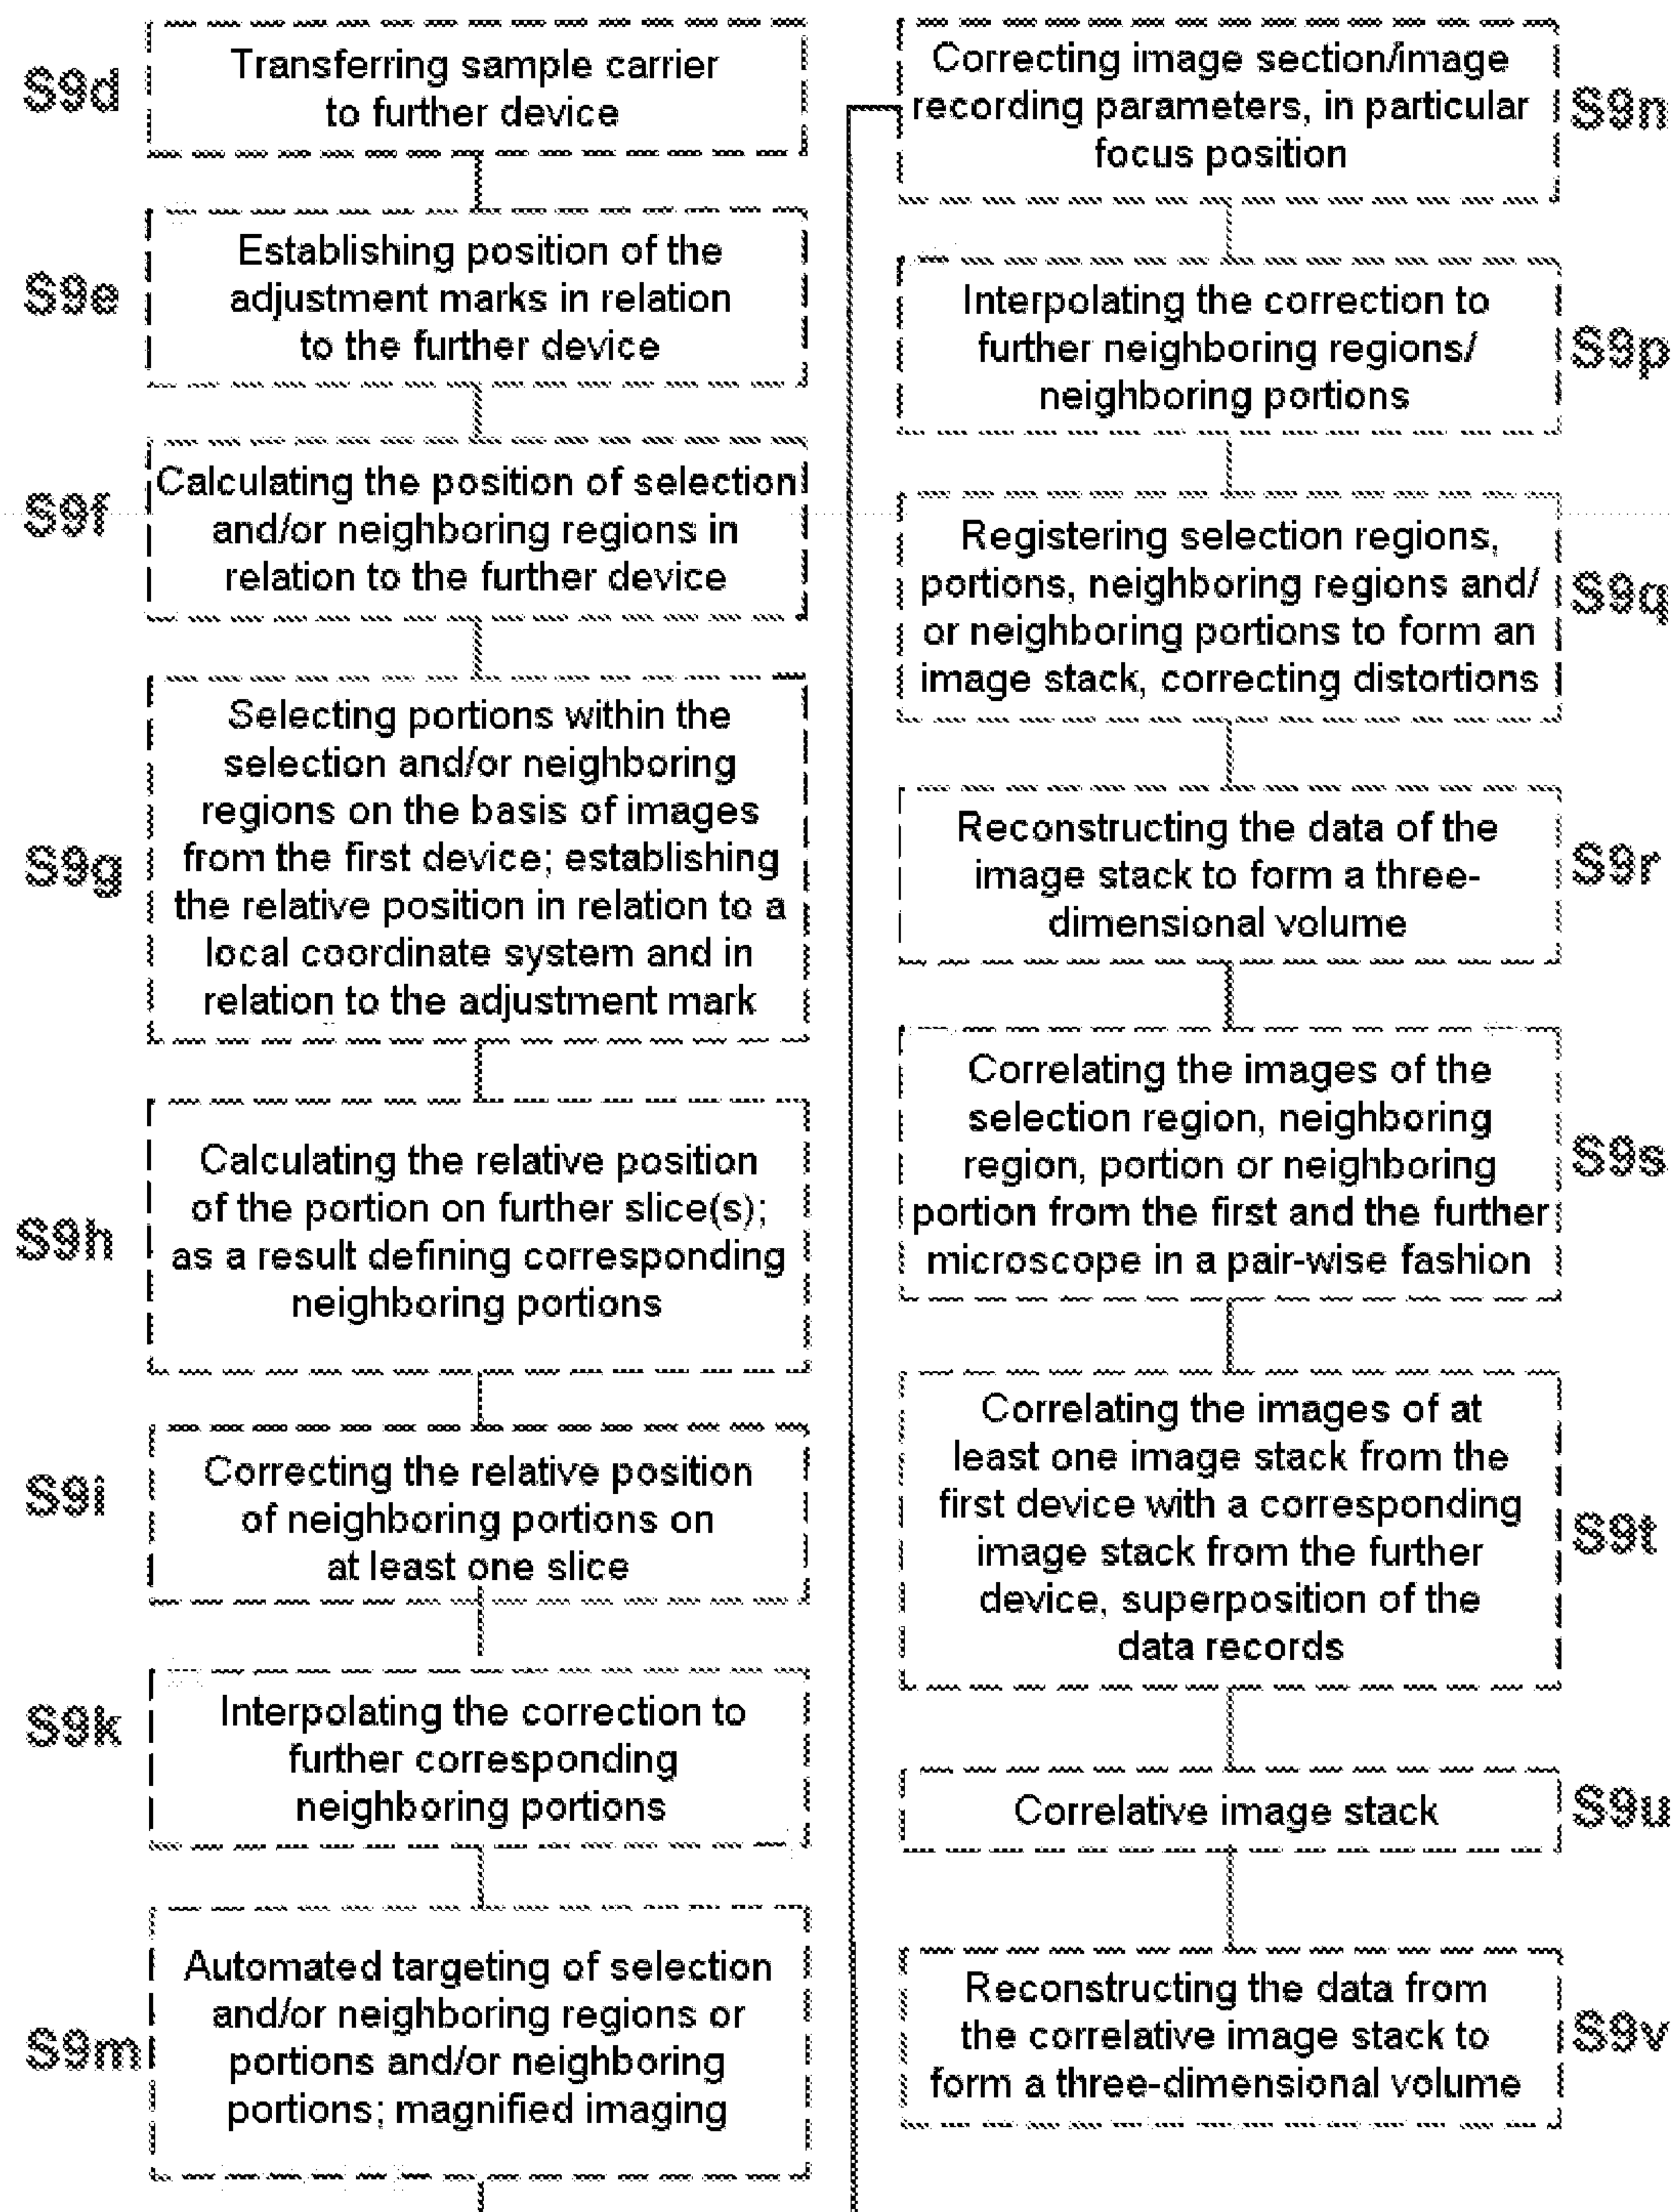 S9d
Transferring sample carrier
to further device
S9e
Establishing position of the
adjustment marks in relation
to the further device
S9f
Calculating the position of selection
and/or neighboring regions in
relation to the further device
S9g
Selecting portions within the
selection and/or neighboring
regions on the basis of images
from the first device; establishing
the relative position in relation to a
local coordinate system and in
relation to the adjustment mark
S9h
Calculating the relative position
of the portion on further slice(s);
as a result defining corresponding
neighboring portions
S9i
Correcting the relative position
of neighboring portions on
at least one slice
S9k
Interpolating the correction to
further corresponding
neighboring portions
S9m
Automated targeting of selection
and/or neighboring regions or
portions and/or neighboring
portions; magnified imaging
Correcting image section/image
recording parameters, in particular
focus position
S9n
Interpolating the correction to
further neighboring regions/
neighboring portions
S9p
Registering selection regions,
portions, neighboring regions and/
or neighboring portions to form an
image stack, correcting distortions
S9q
Reconstructing the data of the
image stack to form a three-
dimensional volume
S9r
Correlating the images of the
selection region, neighboring
region, portion or neighboring
portion from the first and the further
microscope in a pair-wise fashion
S9s
Correlating the images of at
least one image stack from the
first device with a corresponding
image stack from the further
device, superposition of the
data records
S9t
Correlative image stack
S9u
Reconstructing the data from
the correlative image stack to
form a three-dimensional volume
S9v